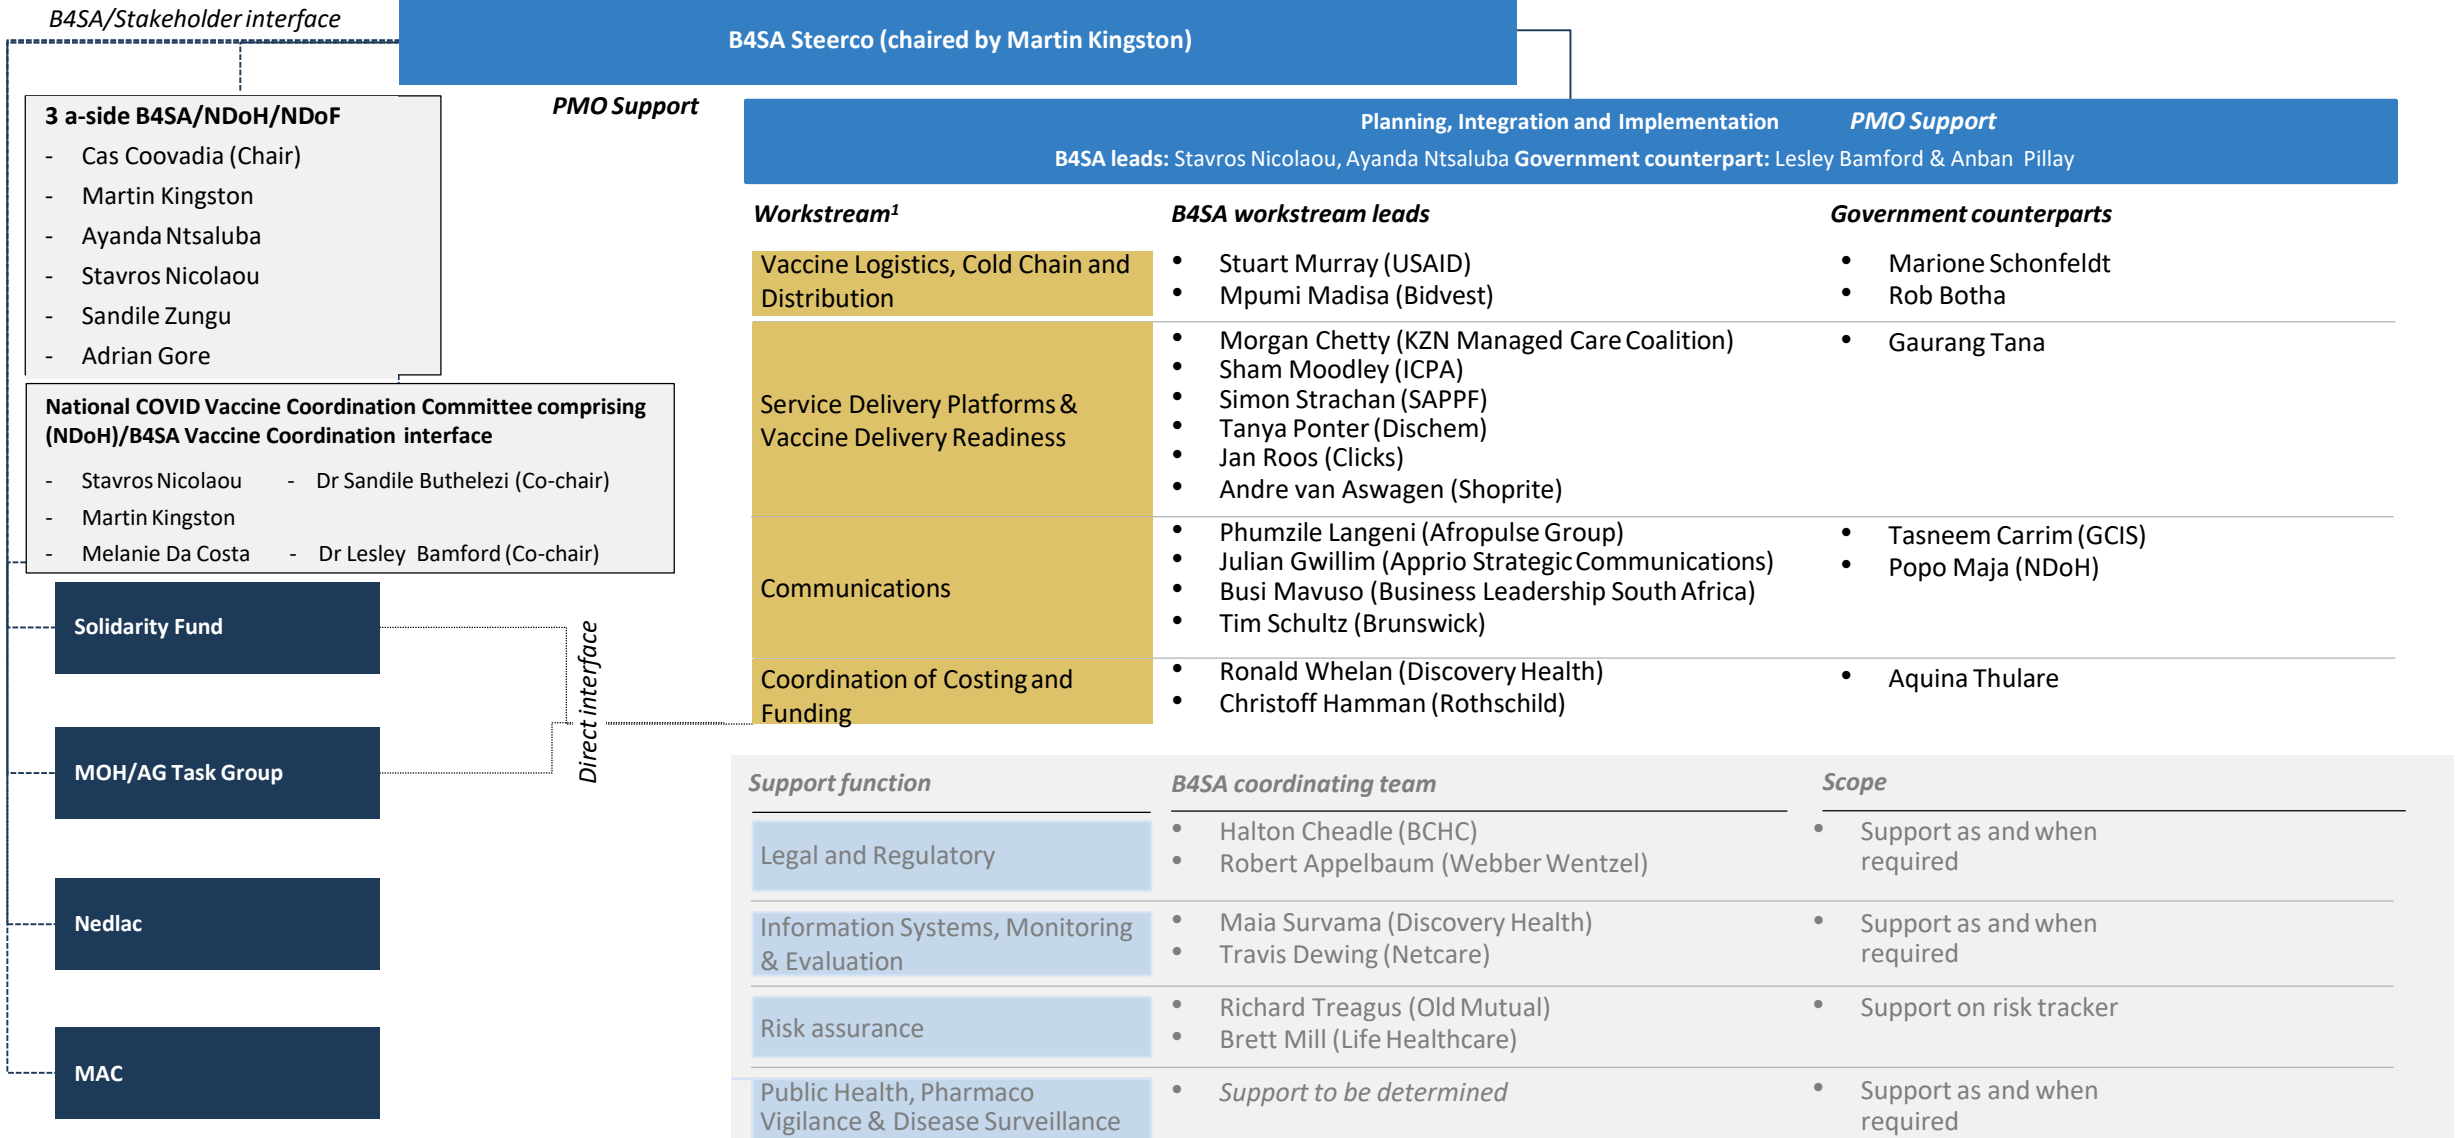 B4SA/Stakeholder interface
B4SA Steerco (chaired by Martin Kingston)
3 a-side B4SA/NDoH/NDoF
- Cas Coovadia (Chair)
- Martin Kingston
- Ayanda Ntsaluba
- Stavros Nicolaou
- Sandile Zungu
- Adrian Gore
National COVID Vaccine Coordination Committee comprising
(NDoH)/B4SA Vaccine Coordination interface
- Stavros Nicolaou - Dr Sandile Buthelezi (Co-chair)
- Martin Kingston
- Melanie Da Costa - Dr Lesley Bamford (Co-chair)
Solidarity Fund
MOH/AG Task Group
Nedlac
MAC
Direct interface
PMO Support
Planning, Integration and Implementation PMO Support
B4SA leads: Stavros Nicolaou, Ayanda Ntsaluba Government counterpart: Lesley Bamford & Anban Pillay
Workstream¹ B4SA workstream leads Government counterparts
Vaccine Logistics, Cold Chain and
Distribution
• Stuart Murray (USAID)
• Mpumi Madisa (Bidvest)
• Marione Schonfeldt
• Rob Botha
Service Delivery Platforms &
Vaccine Delivery Readiness
• Morgan Chetty (KZN Managed Care Coalition)
• Sham Moodley (ICPA)
• Simon Strachan (SAPPF)
• Tanya Ponter (Dischem)
• Jan Roos (Clicks)
• Andre van Aswagen (Shoprite)
• Gaurang Tana
Communications
• Phumzile Langeni (Afropulse Group)
• Julian Gwillim (Apprio Strategic Communications)
• Busi Mavuso (Business Leadership South Africa)
• Tim Schultz (Brunswick)
• Tasneem Carrim (GCIS)
• Popo Maja (NDoH)
Coordination of Costing and
Funding
• Ronald Whelan (Discovery Health)
• Christoff Hamman (Rothschild)
• Aquina Thulare
Support function B4SA coordinating team Scope
Legal and Regulatory
• Halton Cheadle (BCHC)
• Robert Appelbaum (Webber Wentzel)
• Support as and when
required
Information Systems, Monitoring
& Evaluation
• Maia Survama (Discovery Health)
• Travis Dewing (Netcare)
• Support as and when
required
Risk assurance
• Richard Treagus (Old Mutual)
• Brett Mill (Life Healthcare)
• Support on risk tracker
Public Health, Pharmaco
Vigilance & Disease Surveillance
• Support to be determined
• Support as and when
required